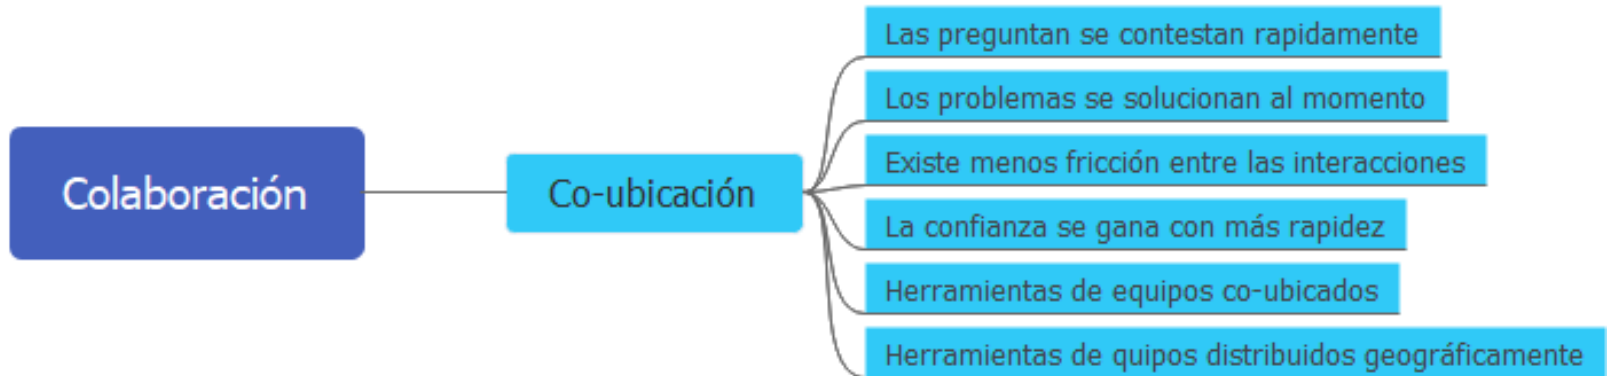 Colaboración
Co-ubicación
Las preguntan se contestan rapidamente
Los problemas se solucionan al momento
Existe menos fricción entre las interacciones
La confianza se gana con más rapidez
Herramientas de equipos co-ubicados
Herramientas de quipos distribuidos geográficamente